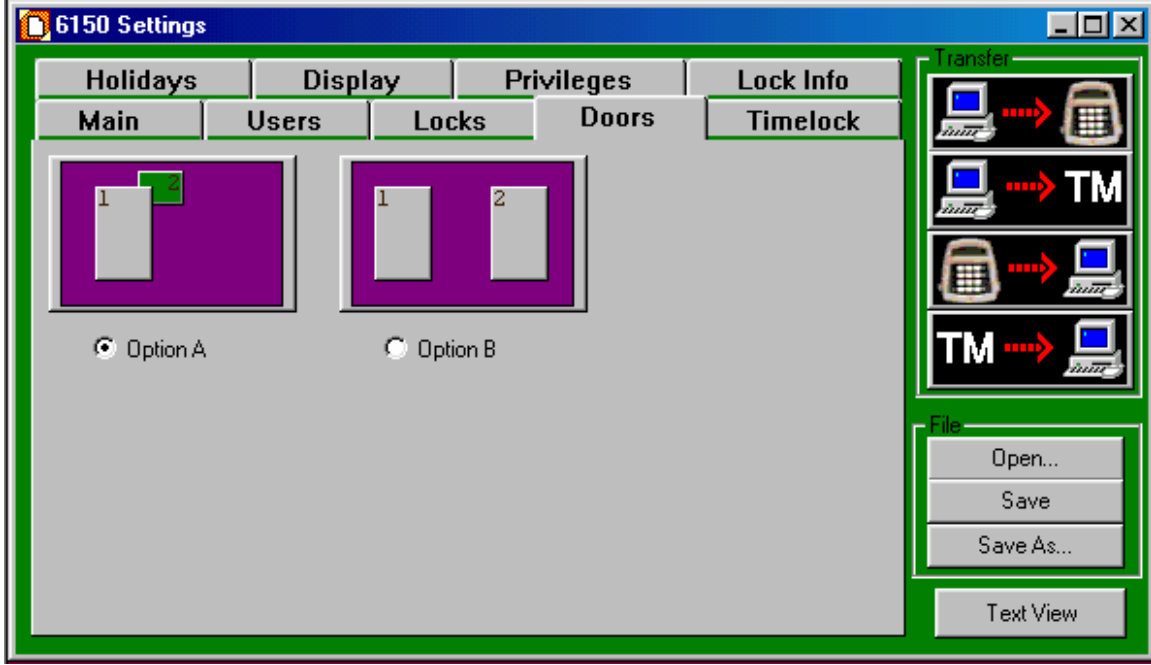 6150 Settings
Holidays Display Privileges Lock Info
Main Users Locks Doors Timelock
1 2
1 2
Option A Option B
Transfer
TM
TM
File
Open...
Save
Save As...
Text View